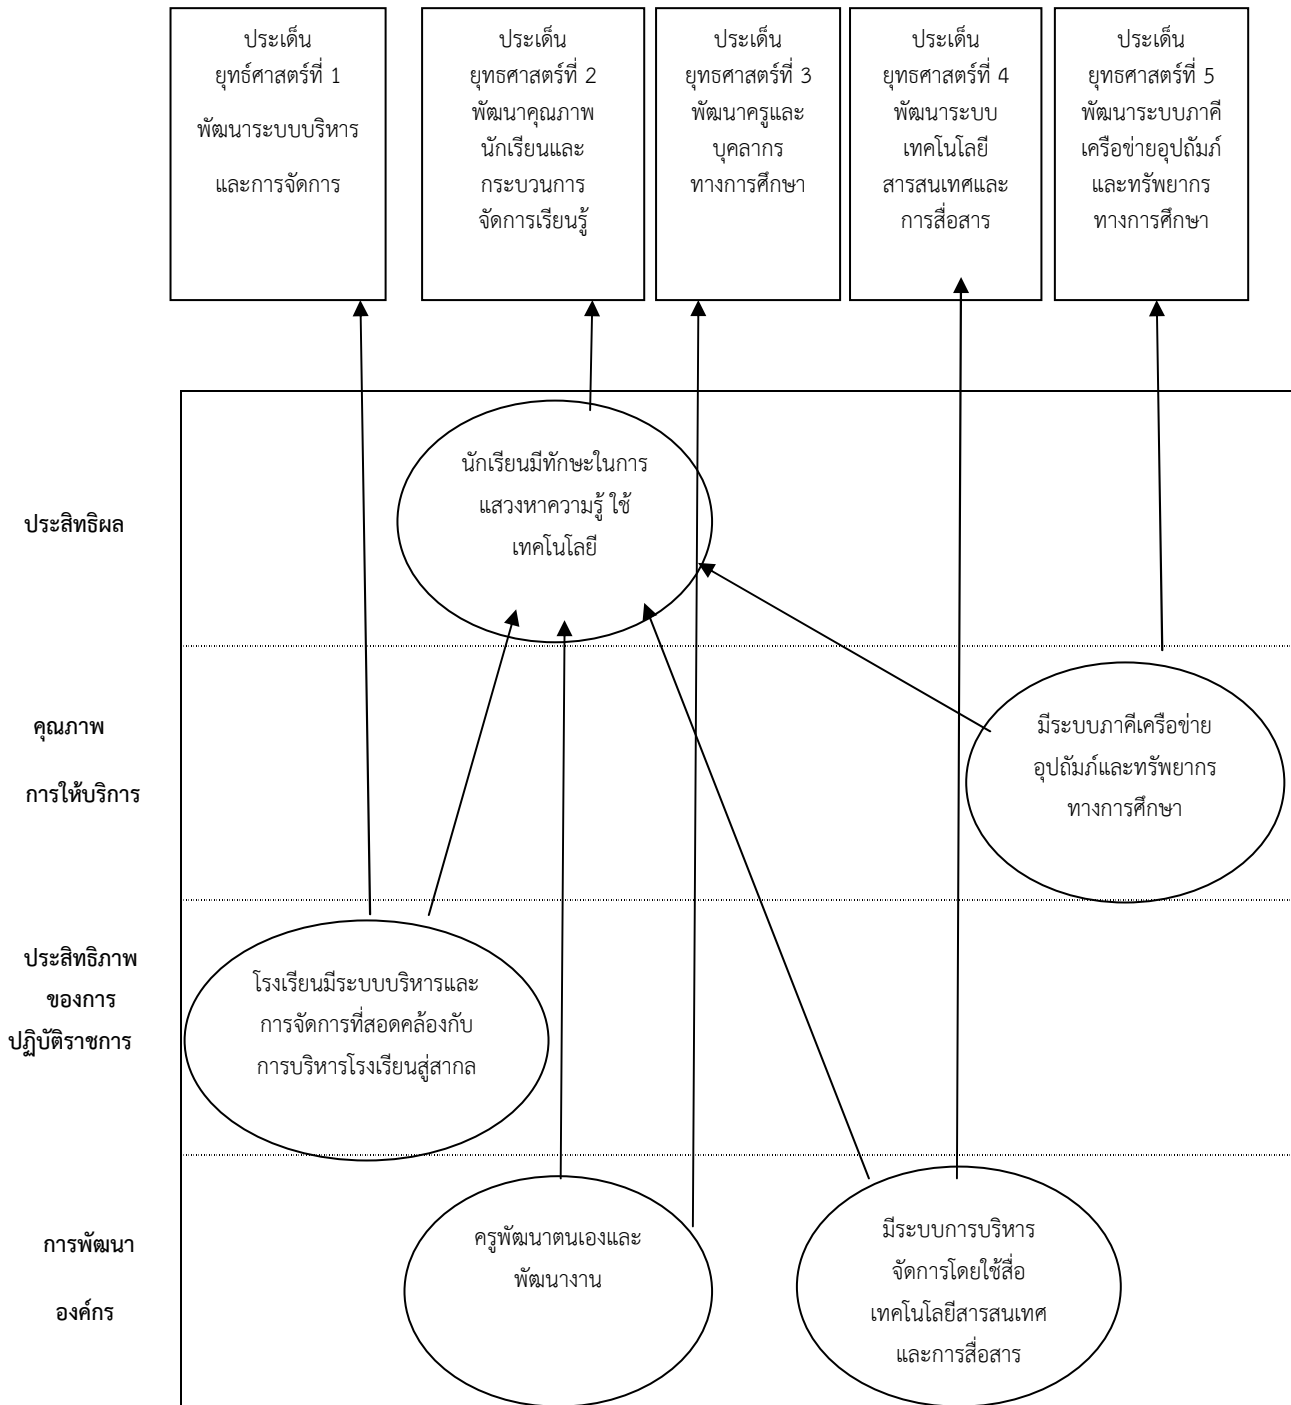 ประเด็น
ยุทธ์ศาสตร์ที่ 1
พัฒนาระบบบริหาร
และการจัดการ
ประเด็น
ยุทธศาสตร์ที่ 2
พัฒนาคุณภาพ
นักเรียนและ
กระบวนการ
จัดการเรียนรู้
ประเด็น
ยุทธศาสตร์ที่ 3
พัฒนาครูและ
บุคลากร
ทางการศึกษา
ประเด็น
ยุทธศาสตร์ที่ 4
พัฒนาระบบ
เทคโนโลยี
สารสนเทศและ
การสื่อสาร
ประเด็น
ยุทธศาสตร์ที่ 5
พัฒนาระบบภาคี
เครือข่ายอุปถัมภ์
และทรัพยากร
ทางการศึกษา
ประสิทธิผล
นักเรียนมีทักษะในการ
แสวงหาความรู้ ใช้
เทคโนโลยี
คุณภาพ
การให้บริการ
มีระบบภาคีเครือข่าย
อุปถัมภ์และทรัพยากร
ทางการศึกษา
ประสิทธิภาพ
ของการ
ปฏิบัติราชการ
โรงเรียนมีระบบบริหารและ
การจัดการที่สอดคล้องกับ
การบริหารโรงเรียนสู่สากล
การพัฒนา
องค์กร
ครูพัฒนาตนเองและ
พัฒนางาน
มีระบบการบริหาร
จัดการโดยใช้สื่อ
เทคโนโลยีสารสนเทศ
และการสื่อสาร